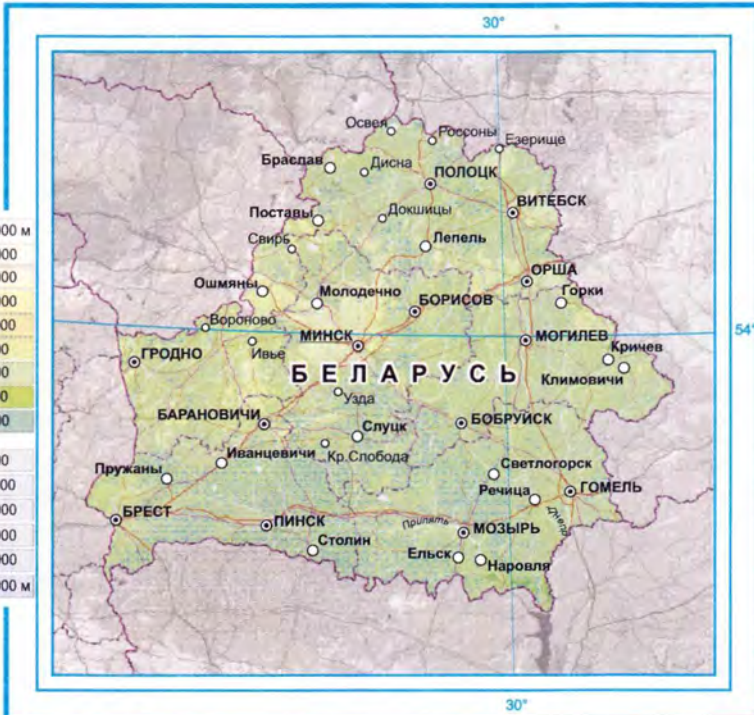 30°
Освея
Россоны
Езерище
Браслав
Дисна
ПОЛОЦК
Поставы
Докшицы
ВИТЕБСК
Свирь
Лепель
ОРША
Ошмяны
Молодечно
БОРИСОВ
Горки
Вороново
54°
МИНСК
МОГИЛЕВ
ГРОДНО
Ивье
Кричев
БЕЛАРУСЬ
Климовичи
Узда
БАРАНОВИЧИ
БОБРУЙСК
Слуцк
Иванцевичи
Кр.Слобода
Пружаны
Светлогорск
Речица
ГОМЕЛЬ
БРЕСТ
ПИНСК
Припять
МОЗЫРЬ
Днепр
Столин
Ельск
Наровля
30°